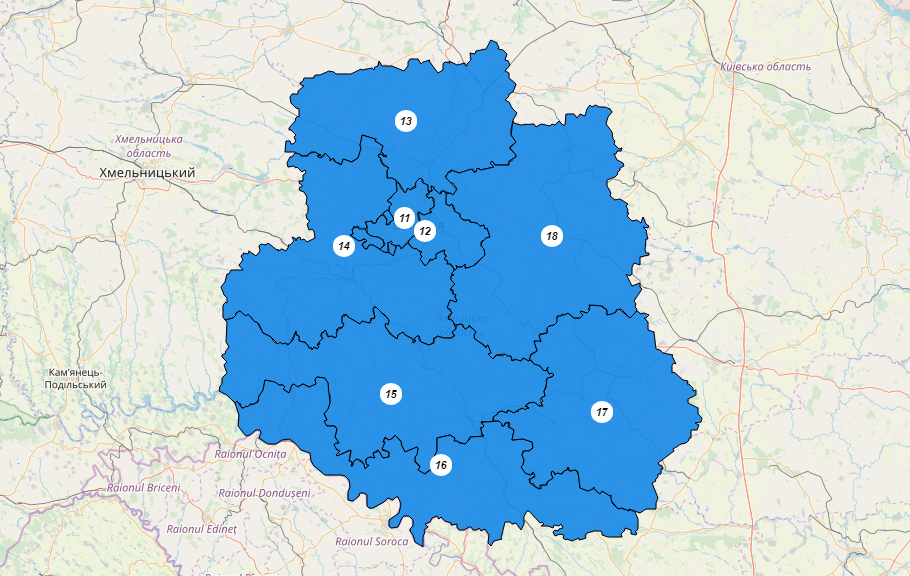 Київська область
13
Хмельницька
область
Хмельницький
11
12
14
18
Кам'янець-
Подільський
15
17
Raionul Ocnița
16
Raionul Briceni
Raionul Dondușeni
Raionul Edineț
Raionul Soroca